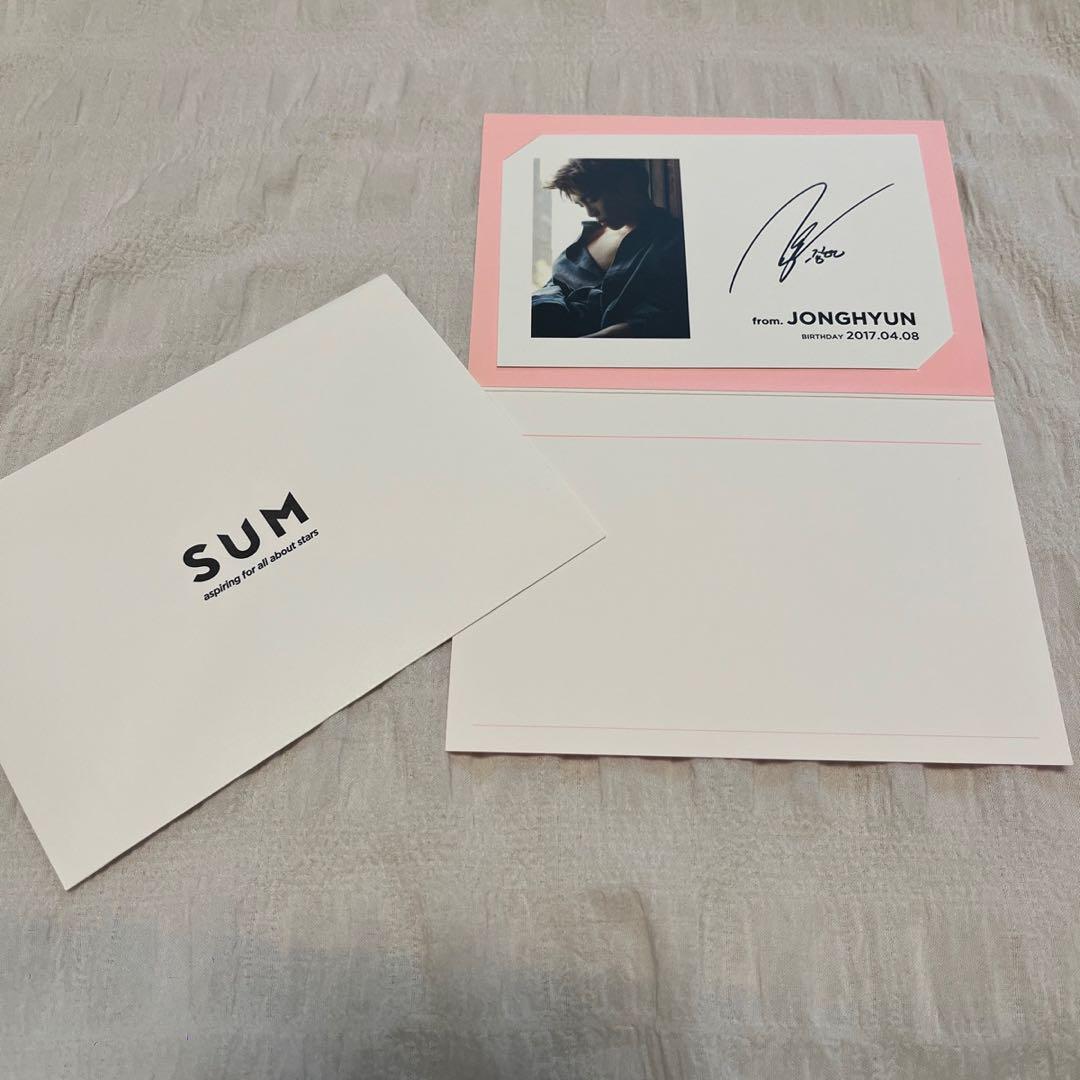 SUM
aspiring for all about stars
from. JONGHYUN
BIRTHDAY 2017.04.08